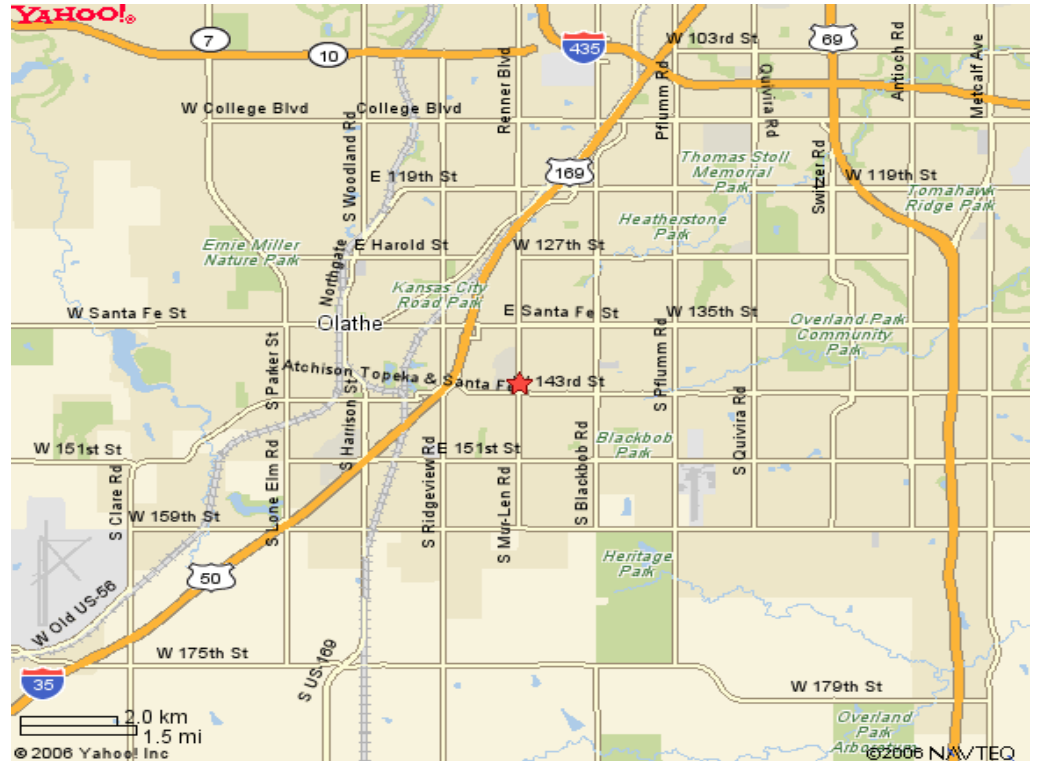 YAHOO!®
W 103rd St
7
10
435
69
Renner Blvd
Pflumm Rd
Quivira Rd
Antioch Rd
Metcalf Ave
W College Blvd
College Blvd
S Woodland Rd
169
Thomas Stoll
Memorial
Park
Switzer Rd
E 119th St
W 119th St
Tomahawk
Ridge Park
Heatherstone
Park
Ernie Miller
Nature Park
Northgate
E Harold St
W 127th St
Kansas City
Road Park
W Santa Fe St
Olathe
E Santa Fe St
W 135th St
Overland Park
Community
Park
S Parker St
Atchison Topeka & Santa Fe
143rd St
S Harrison St
S Pflumm Rd
S Quivira Rd
W 151st St
E 151st St
Blackbob
Park
S Clare Rd
S Lone Elm Rd
S Ridgeview Rd
S Mur-Len Rd
S Blackbob Rd
W 159th St
Heritage
Park
50
W Old US-56
W 175th St
S US-169
35
W 179th St
2.0 km
1.5 mi
Overland
Park
Arboretum
© 2006 Yahoo! Inc
©2006 NAVTEQ